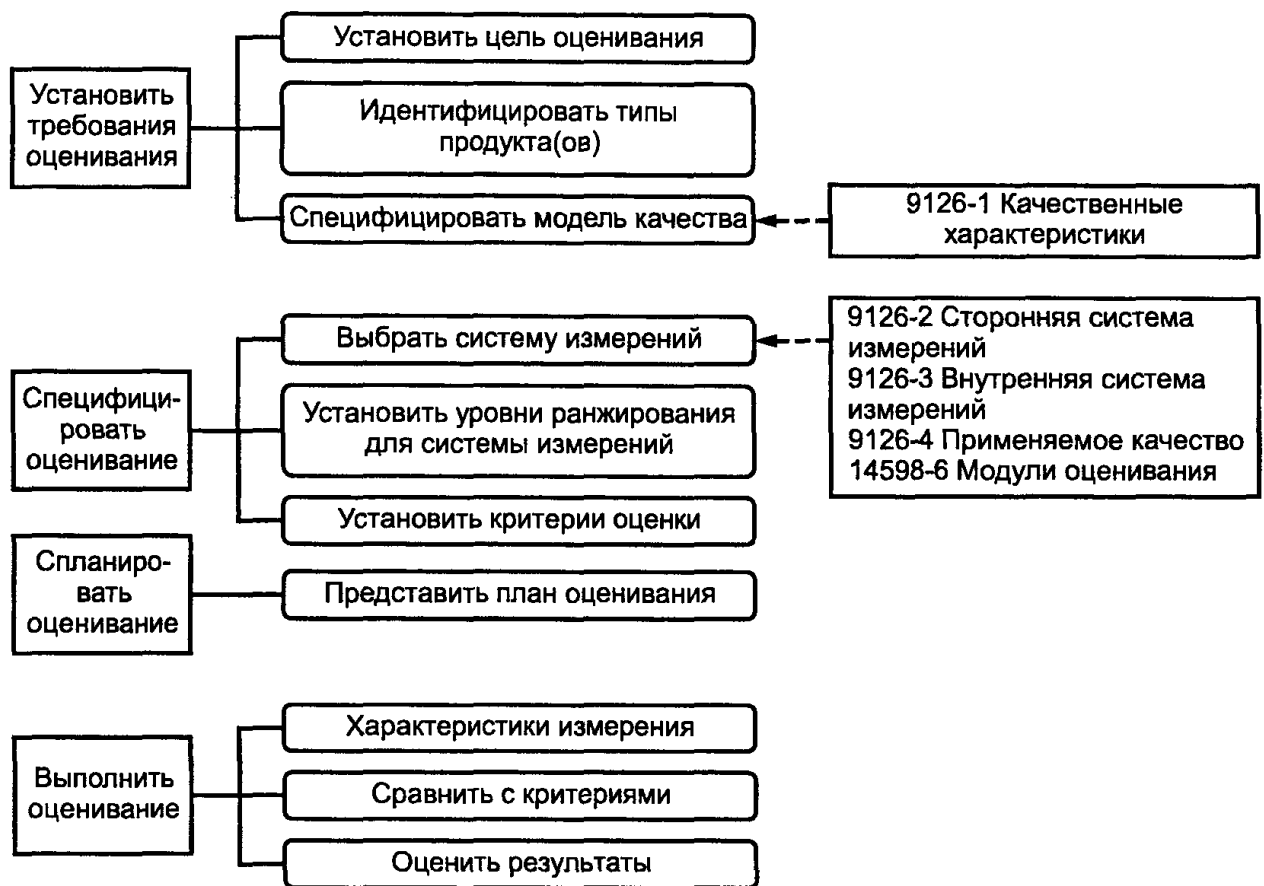 Установить
требования
оценивания
Установить цель оценивания
Идентифицировать типы
продукта(ов)
Специфицировать модель качества
9126-1 Качественные
характеристики
Специфици-
ровать
оценивание
Выбрать систему измерений
Установить уровни ранжирования
для системы измерений
Установить критерии оценки
9126-2 Сторонняя система
измерений
9126-3 Внутренняя система
измерений
9126-4 Применяемое качество
14598-6 Модули оценивания
Спланиро-
вать
оценивание
Представить план оценивания
Выполнить
оценивание
Характеристики измерения
Сравнить с критериями
Оценить результаты